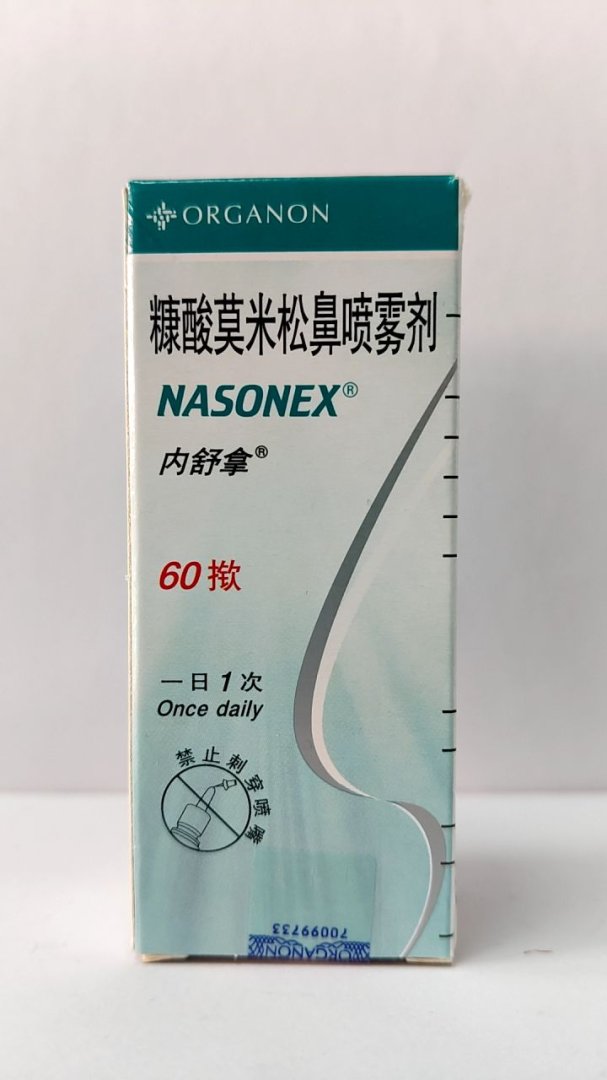 ORGANON
糠酸莫米松鼻喷雾剂
NASONEX®
内舒拿®
60揿
一日1次
Once daily
禁止刺穿喷嘴
70099733
ORGANON